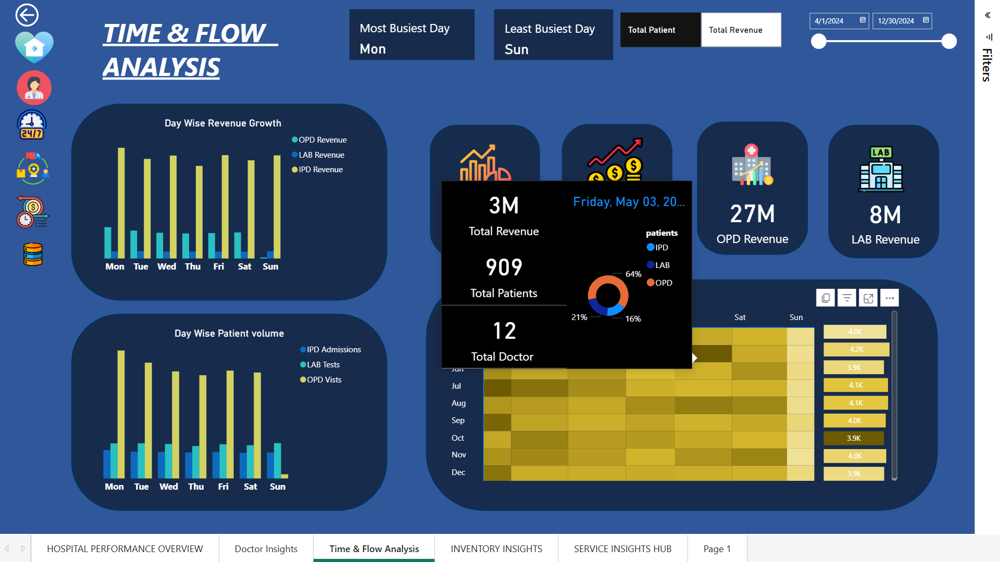 TIME & FLOW
ANALYSIS
Most Busiest Day
Mon
Least Busiest Day
Sun
Total Patient
Total Revenue
4/1/2024
12/30/2024
Filters
24/7
Day Wise Revenue Growth
OPD Revenue
LAB Revenue
IPD Revenue
Mon Tue Wed Thu Fri Sat Sun
Day Wise Patient volume
IPD Admissions
LAB Tests
OPD Vists
Mon Tue Wed Thu Fri Sat Sun
27M
OPD Revenue
LAB
8M
LAB Revenue
3M
Total Revenue
909
Total Patients
12
Total Doctor
Friday, May 03, 20...
patients
IPD
LAB
OPD
64%
21%
16%
Sat Sun
Jun
Jul
Aug
Sep
Oct
Nov
Dec
4.0K
4.2K
3.9K
4.1K
4.1K
4.0K
3.9K
4.0K
3.9K
HOSPITAL PERFORMANCE OVERVIEW
Doctor Insights
Time & Flow Analysis
INVENTORY INSIGHTS
SERVICE INSIGHTS HUB
Page 1